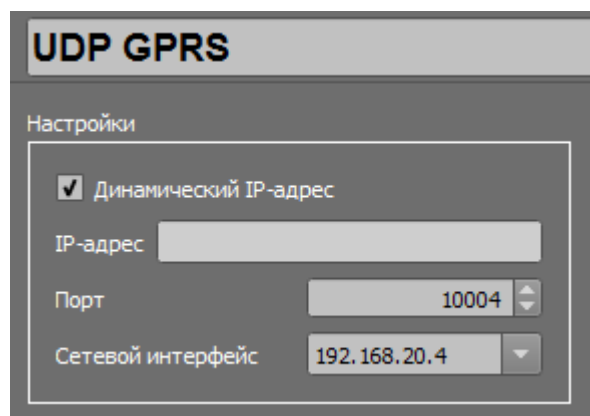 UDP GPRS
Настройки
Динамический IP-адрес
IP-адрес
Порт 10004
Сетевой интерфейс 192.168.20.4